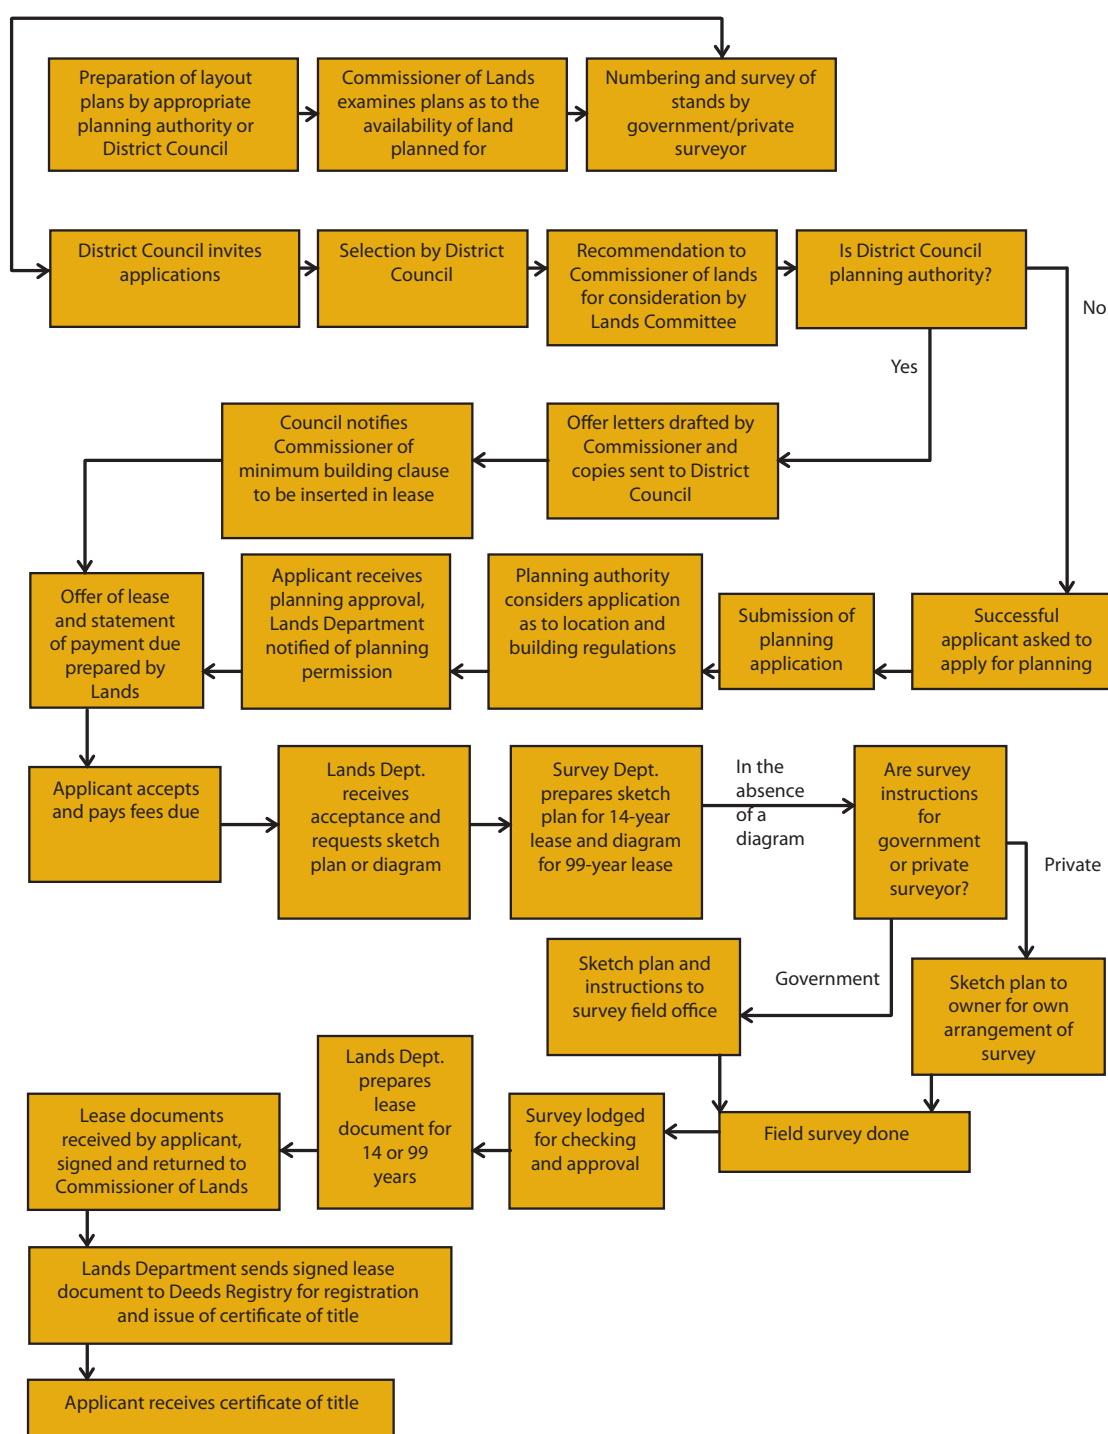 Preparation of layout
plans by appropriate
planning authority or
District Council
Commissioner of Lands
examines plans as to the
availability of land
planned for
Numbering and survey of
stands by
government/private
surveyor
District Council invites
applications
Selection by District
Council
Recommendation to
Commissioner of lands
for consideration by
Lands Committee
Is District Council
planning authority?
No
Yes
Council notifies
Commissioner of
minimum building clause
to be inserted in lease
Offer letters drafted by
Commissioner and
copies sent to District
Council
Offer of lease
and statement
of payment due
prepared by
Lands
Applicant receives
planning approval,
Lands Department
notified of planning
permission
Planning authority
considers application
as to location and
building regulations
Submission of
planning
application
Successful
applicant asked to
apply for planning
Applicant accepts
and pays fees due
Lands Dept.
receives
acceptance and
requests sketch
plan or diagram
Survey Dept.
prepares sketch
plan for 14-year
lease and diagram
for 99-year lease
In the
absence
of a
diagram
Are survey
instructions
for
government
or private
surveyor?
Private
Government
Sketch plan and
instructions to
survey field office
Sketch plan to
owner for own
arrangement of
survey
Lease documents
received by applicant,
signed and returned to
Commissioner of Lands
Lands Dept.
prepares
lease
document for
14 or 99
years
Survey lodged
for checking
and approval
Field survey done
Lands Department sends signed lease
document to Deeds Registry for registration
and issue of certificate of title
Applicant receives certificate of title